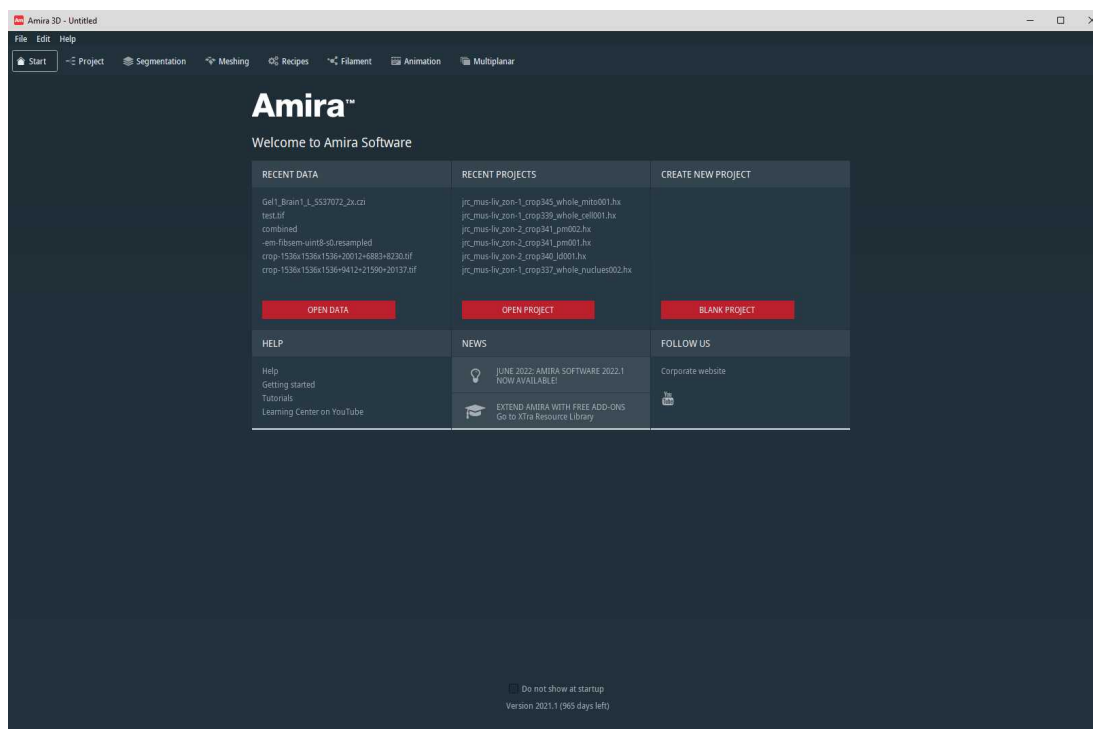 Am Amira 3D - Untitled
File Edit Help
Start Project Segmentation Meshing Recipes Filament Animation Multiplanar
Amira™
Welcome to Amira Software
RECENT DATA
Gel1_Brain1_L_SS37072_2x.czi
test.tif
combined
-em-fibsem-uint8-s0.resampled
crop-1536x1536x1536+20012+6883+8230.tif
crop-1536x1536x1536+9412+21590+20137.tif
OPEN DATA
RECENT PROJECTS
jrc_mus-liv_zon-1_crop345_whole_mito001.hx
jrc_mus-liv_zon-1_crop339_whole_cell001.hx
jrc_mus-liv_zon-2_crop341_pm002.hx
jrc_mus-liv_zon-2_crop341_pm001.hx
jrc_mus-liv_zon-2_crop340_ld001.hx
jrc_mus-liv_zon-1_crop337_whole_nuclues002.hx
OPEN PROJECT
CREATE NEW PROJECT
BLANK PROJECT
HELP
Help
Getting started
Tutorials
Learning Center on YouTube
NEWS
JUNE 2022: AMIRA SOFTWARE 2022.1
NOW AVAILABLE!
EXTEND AMIRA WITH FREE ADD-ONS
Go to XTra Resource Library
FOLLOW US
Corporate website
You
Tube
Do not show at startup
Version 2021.1 (965 days left)